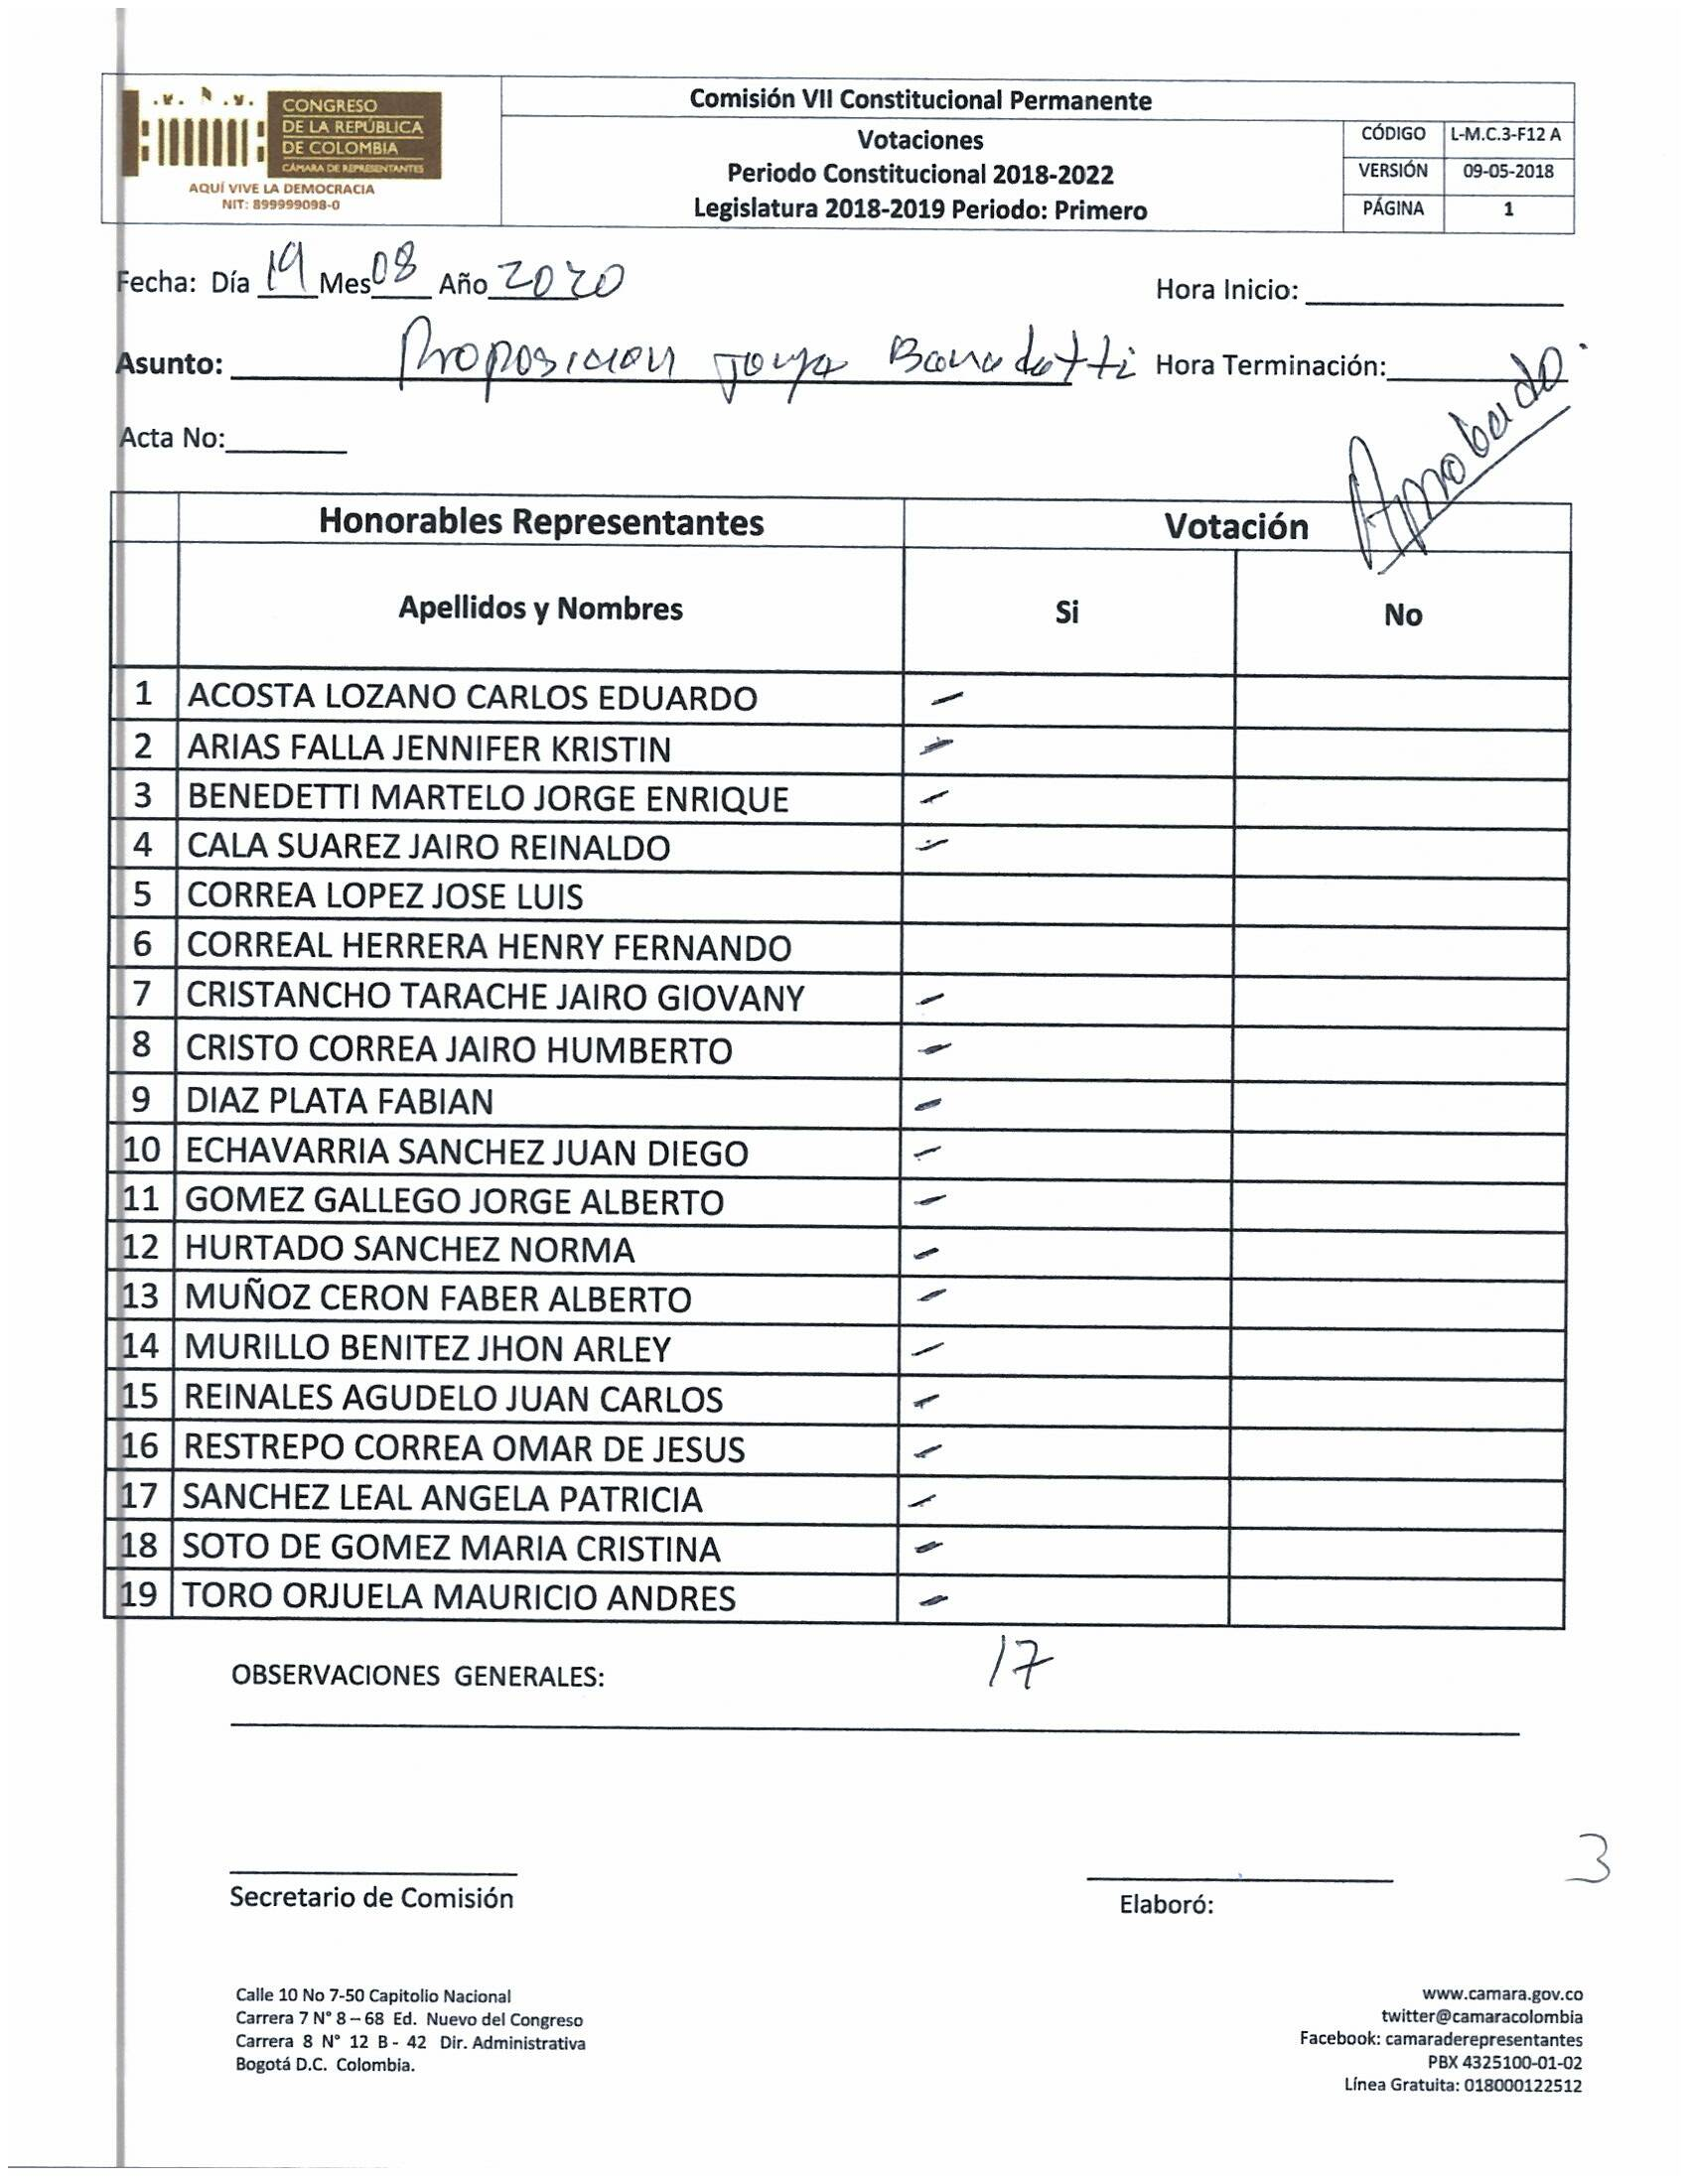 CONGRESO
DE LA REPÚBLICA
DE COLOMBIA
CÁMARA DE REPRESENTANTES
AQUÍ VIVE LA DEMOCRACIA
NIT: 899999098-0
Comisión VII Constitucional Permanente
Votaciones
Periodo Constitucional 2018-2022
Legislatura 2018-2019 Periodo: Primero
CÓDIGO L-M.C.3-F12 A
VERSIÓN 09-05-2018
PÁGINA 1
Fecha: Día 19 Mes 08 Año 2020
Hora Inicio:
Asunto: Proposicion Benedetti Hora Terminación:
Aprobado
Acta No:
Honorables Representantes Votación
Apellidos y Nombres Si No
1 ACOSTA LOZANO CARLOS EDUARDO –
2 ARIAS FALLA JENNIFER KRISTIN –
3 BENEDETTI MARTELO JORGE ENRIQUE –
4 CALA SUAREZ JAIRO REINALDO –
5 CORREA LOPEZ JOSE LUIS
6 CORREAL HERRERA HENRY FERNANDO
7 CRISTANCHO TARACHE JAIRO GIOVANY –
8 CRISTO CORREA JAIRO HUMBERTO –
9 DIAZ PLATA FABIAN –
10 ECHAVARRIA SANCHEZ JUAN DIEGO –
11 GOMEZ GALLEGO JORGE ALBERTO –
12 HURTADO SANCHEZ NORMA –
13 MUÑOZ CERON FABER ALBERTO –
14 MURILLO BENITEZ JHON ARLEY –
15 REINALES AGUDELO JUAN CARLOS –
16 RESTREPO CORREA OMAR DE JESUS –
17 SANCHEZ LEAL ANGELA PATRICIA –
18 SOTO DE GOMEZ MARIA CRISTINA –
19 TORO ORJUELA MAURICIO ANDRES –
OBSERVACIONES GENERALES: 17
3
Secretario de Comisión
Elaboró:
Calle 10 No 7-50 Capitolio Nacional
Carrera 7 N° 8 – 68 Ed. Nuevo del Congreso
Carrera 8 N° 12 B - 42 Dir. Administrativa
Bogotá D.C. Colombia.
www.camara.gov.co
twitter@camaracolombia
Facebook: camaraderepresentantes
PBX 4325100-01-02
Línea Gratuita: 018000122512